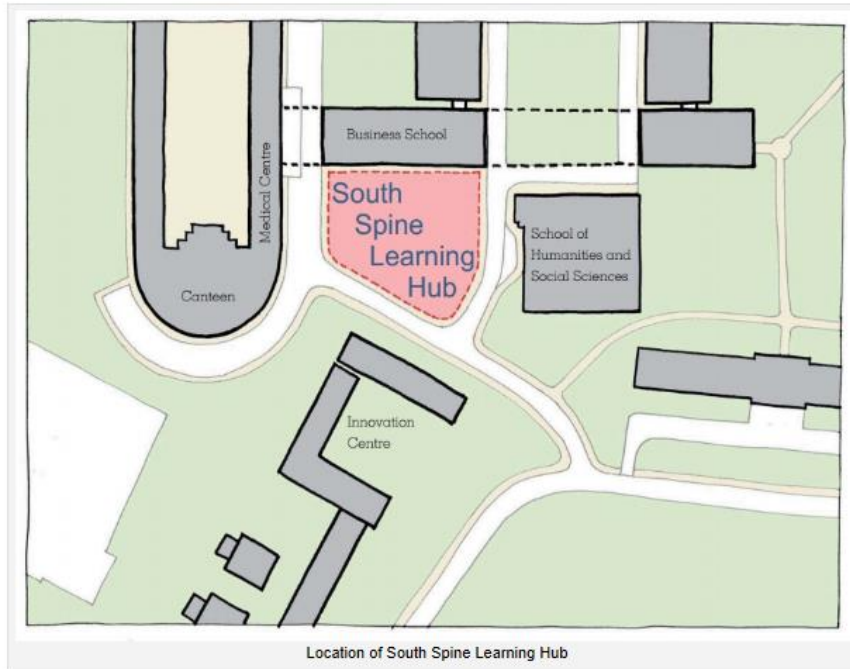 Business School
Medical Centre
South
Spine
Learning
Hub
School of
Humanities and
Social Sciences
Canteen
Innovation
Centre
Location of South Spine Learning Hub